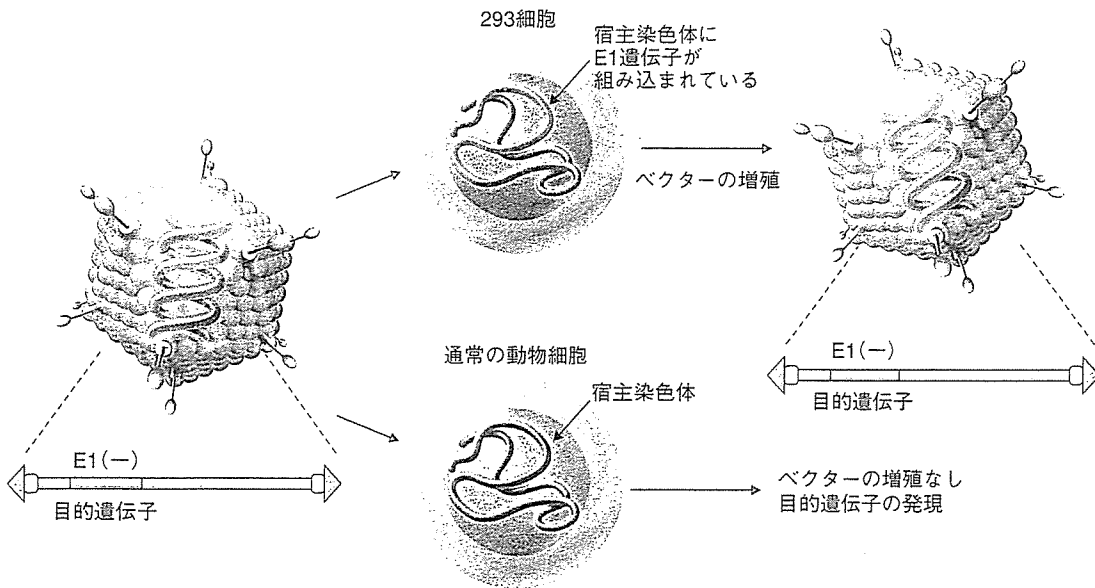 293細胞
宿主染色体に
E1遺伝子が
組み込まれている
ベクターの増殖
E1(−)
目的遺伝子
通常の動物細胞
宿主染色体
E1(−)
目的遺伝子
ベクターの増殖なし
目的遺伝子の発現